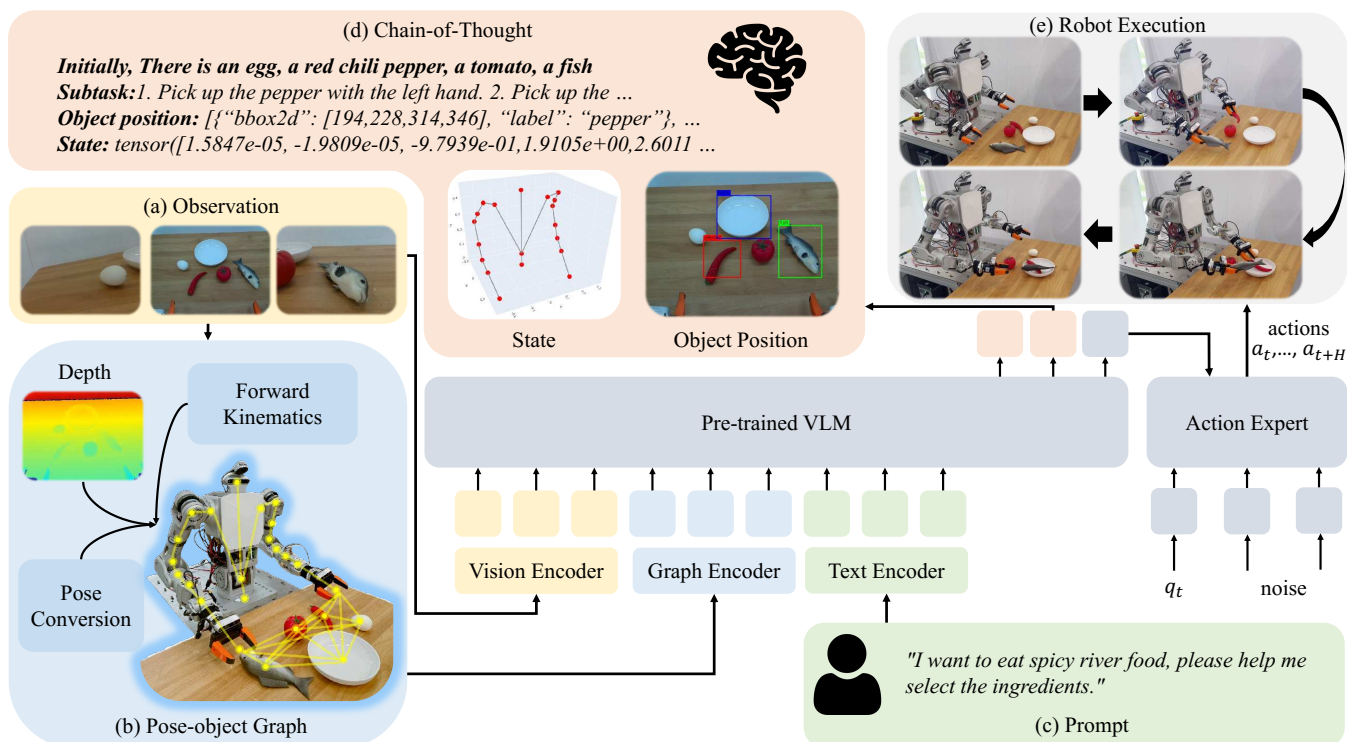 (d) Chain-of-Thought
Initially, There is an egg, a red chili pepper, a tomato, a fish
Subtask:1. Pick up the pepper with the left hand. 2. Pick up the ...
Object position: [{“bbox2d”: [194,228,314,346], “label”: “pepper”}, ...
State: tensor([1.5847e-05, -1.9809e-05, -9.7939e-01,1.9105e+00,2.6011 ...
State
Object Position
(e) Robot Execution
(a) Observation
Depth
Forward
Kinematics
Pose
Conversion
(b) Pose-object Graph
Pre-trained VLM
Vision Encoder
Graph Encoder
Text Encoder
actions
a_t,..., a_{t+H}
Action Expert
q_t
noise
"I want to eat spicy river food, please help me
select the ingredients."
(c) Prompt